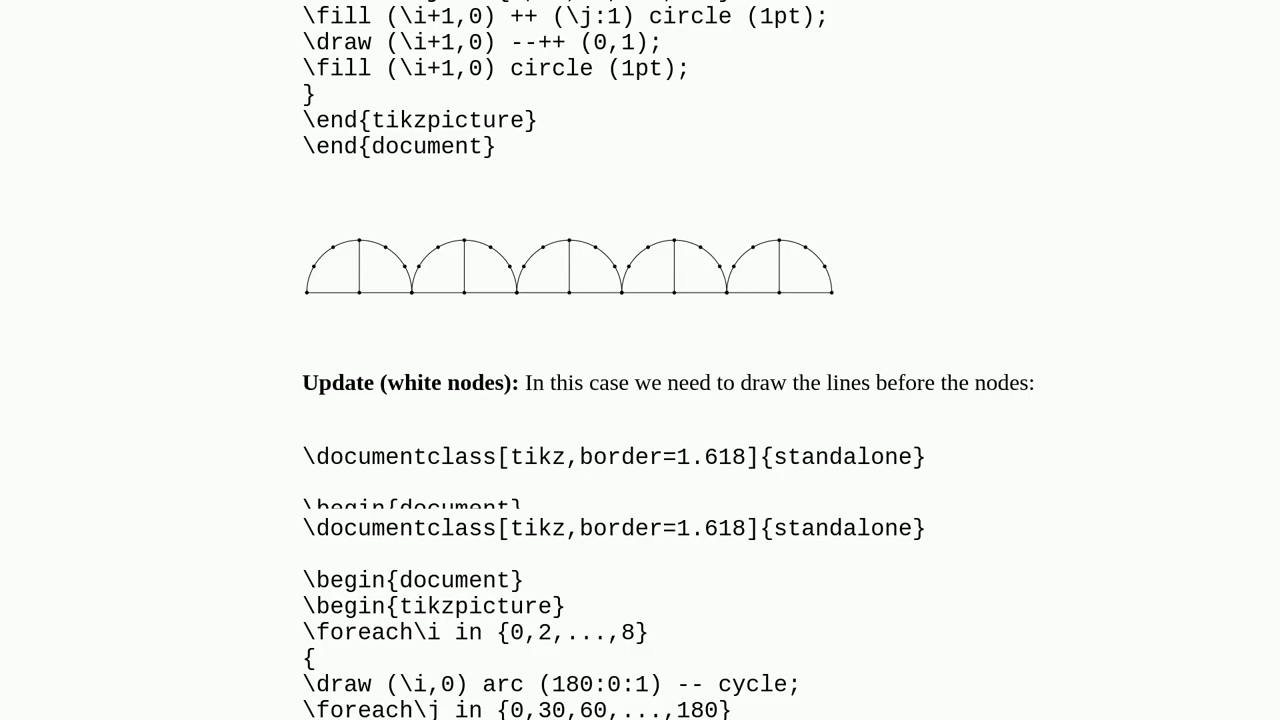 \fill (\i+1,0) ++ (\j:1) circle (1pt);
\draw (\i+1,0) --++ (0,1);
\fill (\i+1,0) circle (1pt);
}
\end{tikzpicture}
\end{document}
Update (white nodes): In this case we need to draw the lines before the nodes:
\documentclass[tikz,border=1.618]{standalone}
\begin{document}
\documentclass[tikz,border=1.618]{standalone}
\begin{document}
\begin{tikzpicture}
\foreach\i in {0,2,...,8}
{
\draw (\i,0) arc (180:0:1) -- cycle;
\foreach\j in {0,30,60,...,180}